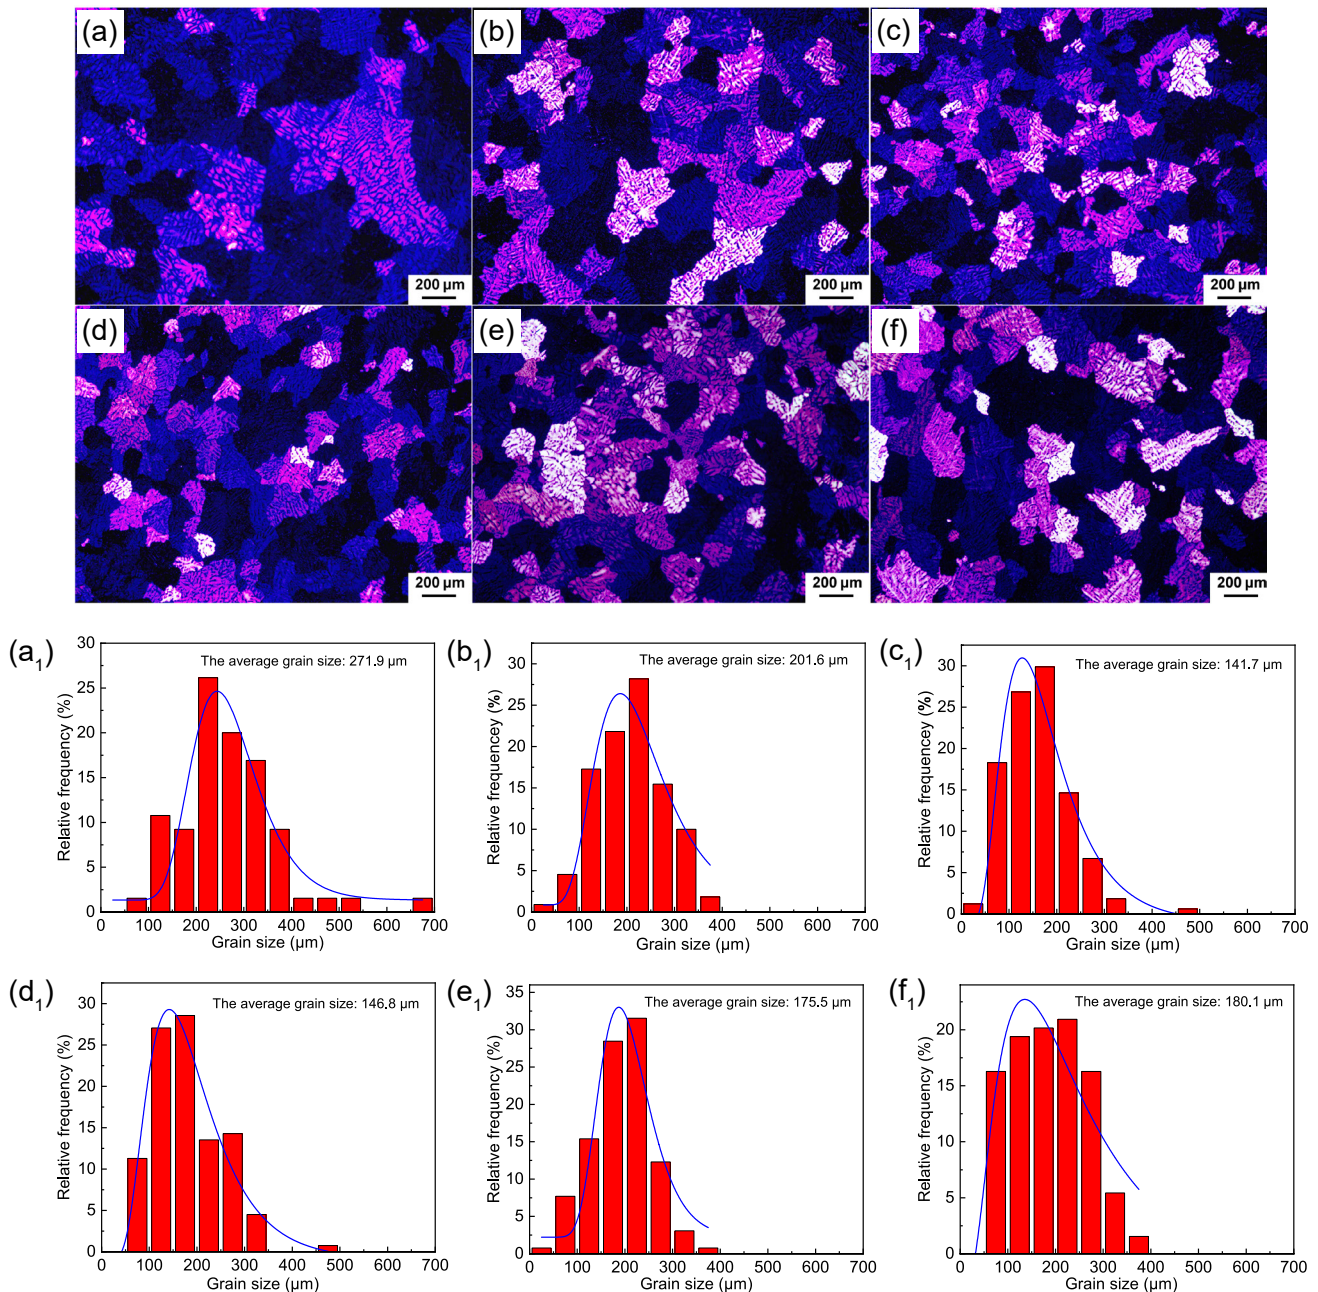 (a)
(b)
(c)
200 µm
200 µm
200 µm
(d)
(e)
(f)
200 µm
200 µm
200 µm
(a1)
The average grain size: 271.9 µm
Relative frequency (%)
30
25
20
15
10
5
0
0 100 200 300 400 500 600 700
Grain size (µm)
(b1)
The average grain size: 201.6 µm
Relative frequencey (%)
30
25
20
15
10
5
0
0 100 200 300 400 500 600 700
Grain size (µm)
(c1)
The average grain size: 141.7 µm
Relative frequencey (%)
30
25
20
15
10
5
0
0 100 200 300 400 500 600 700
Grain size (µm)
(d1)
The average grain size: 146.8 µm
Relative frequency (%)
30
25
20
15
10
5
0
0 100 200 300 400 500 600 700
Grain size (µm)
(e1)
The average grain size: 175.5 µm
Relative frequency (%)
35
30
25
20
15
10
5
0
0 100 200 300 400 500 600 700
Grain size (µm)
(f1)
The average grain size: 180.1 µm
Relative frequency (%)
20
15
10
5
0
0 100 200 300 400 500 600 700
Grain size (µm)